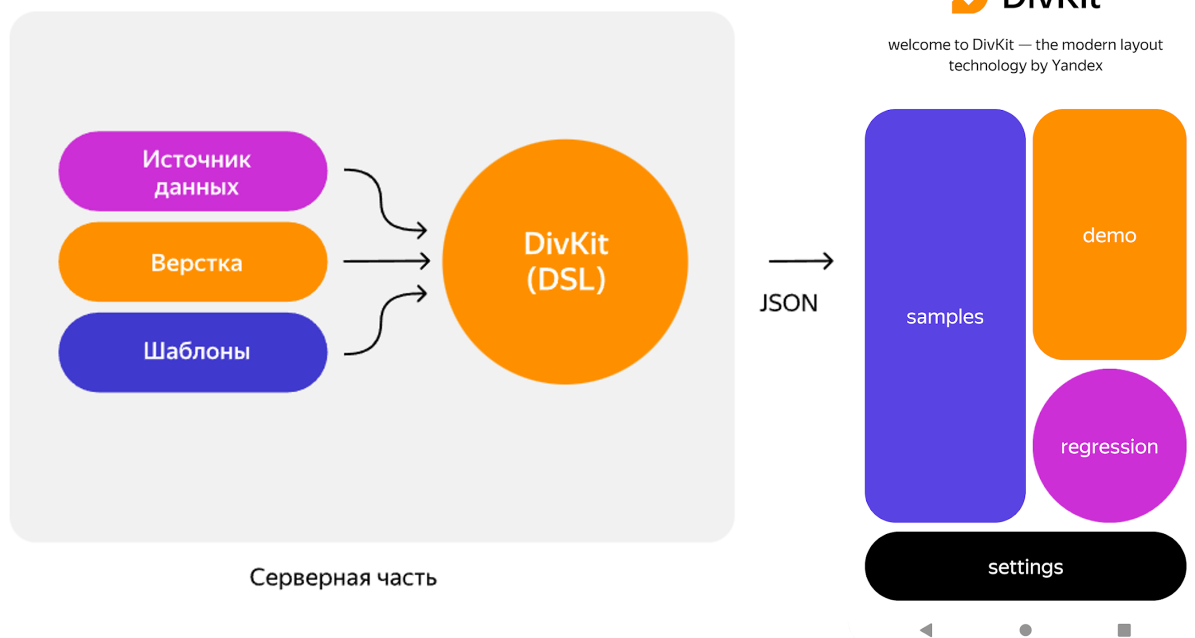 Источник
данных
Верстка
Шаблоны
DivKit
(DSL)
JSON
Серверная часть
DivKit
welcome to DivKit — the modern layout
technology by Yandex
samples
demo
regression
settings